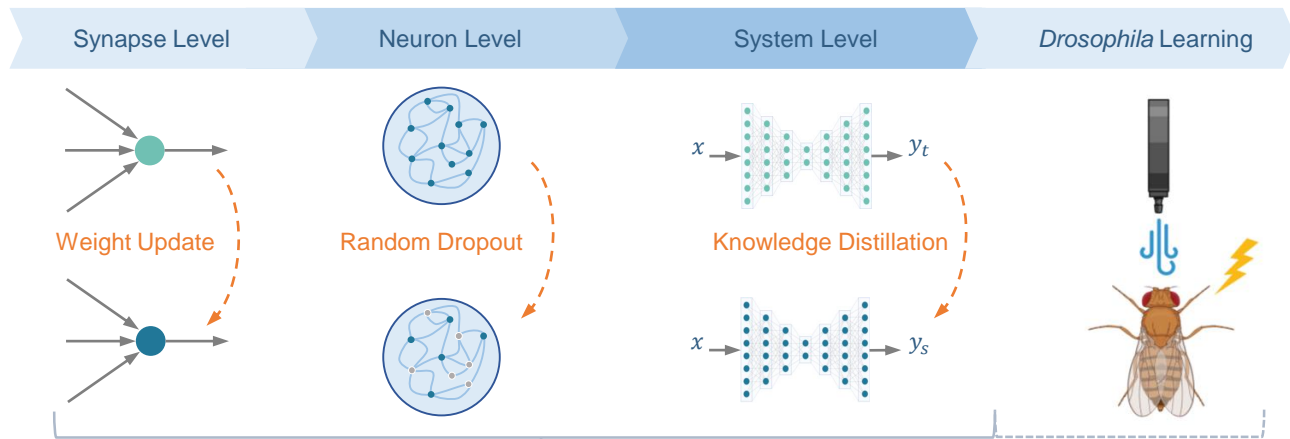 Synapse Level
Neuron Level
System Level
Drosophila Learning
x
y_t
Weight Update
Random Dropout
Knowledge Distillation
x
y_s